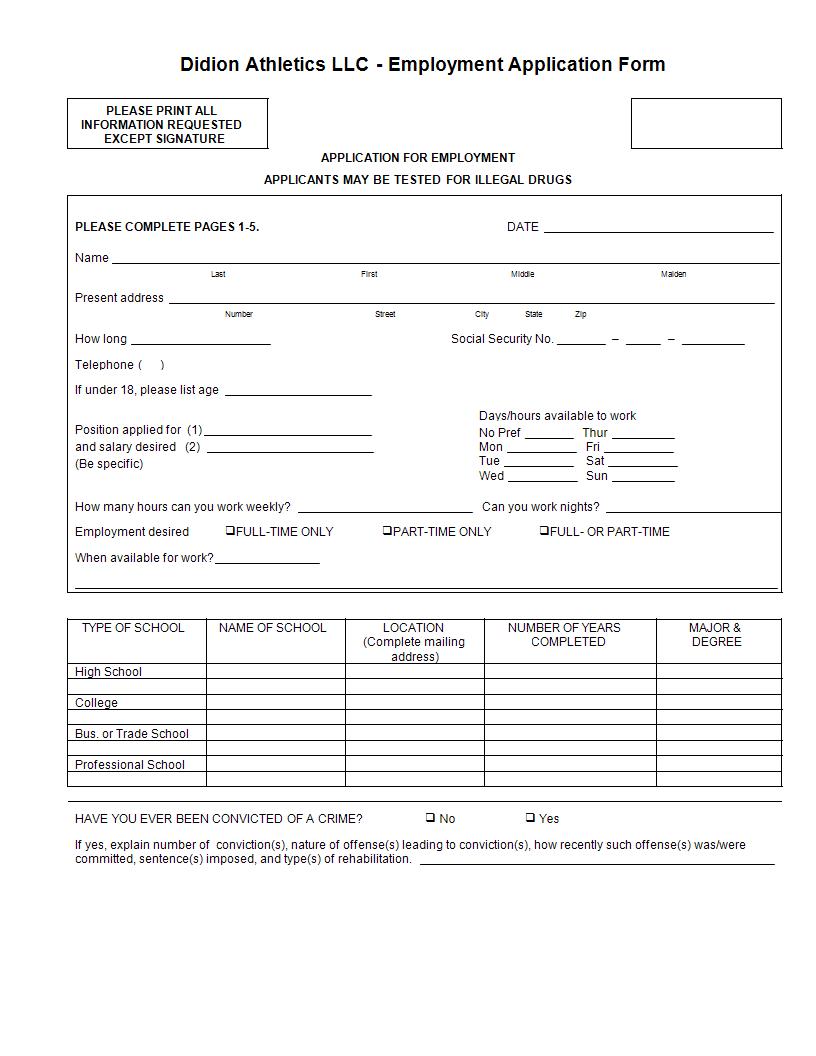 Didion Athletics LLC - Employment Application Form
PLEASE PRINT ALL
INFORMATION REQUESTED
EXCEPT SIGNATURE
APPLICATION FOR EMPLOYMENT
APPLICANTS MAY BE TESTED FOR ILLEGAL DRUGS
PLEASE COMPLETE PAGES 1-5. DATE
Name
Last First Middle Maiden
Present address
Number Street City State Zip
How long Social Security No. – –
Telephone ( )
If under 18, please list age
Days/hours available to work
Position applied for (1) No Pref Thur
and salary desired (2) Mon Fri
(Be specific) Tue Sat
Wed Sun
How many hours can you work weekly? Can you work nights?
Employment desired ❑FULL-TIME ONLY ❑PART-TIME ONLY ❑FULL- OR PART-TIME
When available for work?
TYPE OF SCHOOL NAME OF SCHOOL LOCATION NUMBER OF YEARS MAJOR &
(Complete mailing COMPLETED DEGREE
address)
High School
College
Bus. or Trade School
Professional School
HAVE YOU EVER BEEN CONVICTED OF A CRIME? ❑ No ❑ Yes
If yes, explain number of conviction(s), nature of offense(s) leading to conviction(s), how recently such offense(s) was/were
committed, sentence(s) imposed, and type(s) of rehabilitation.